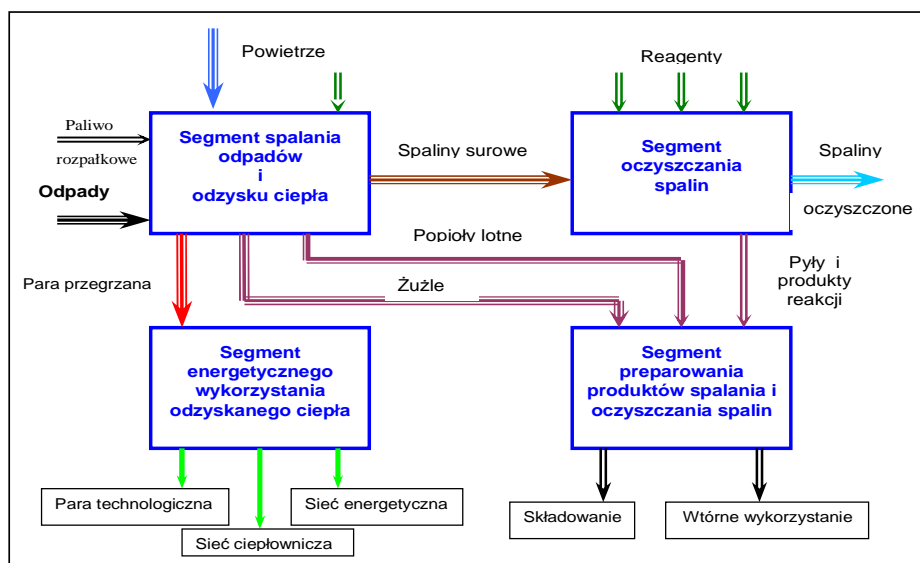 Powietrze
Reagenty
Paliwo
rozpałkowe
Odpady
Segment spalania
odpadów
i
odzysku ciepła
Spaliny surowe
Segment
oczyszczania
spalin
Spaliny
oczyszczone
Popioły lotne
Para przegrzana
Żużle
Pyły i
produkty
reakcji
Segment
energetycznego
wykorzystania
odzyskanego ciepła
Segment
preparowania
produktów spalania i
oczyszczania spalin
Para technologiczna
Sieć energetyczna
Sieć ciepłownicza
Składowanie
Wtórne wykorzystanie